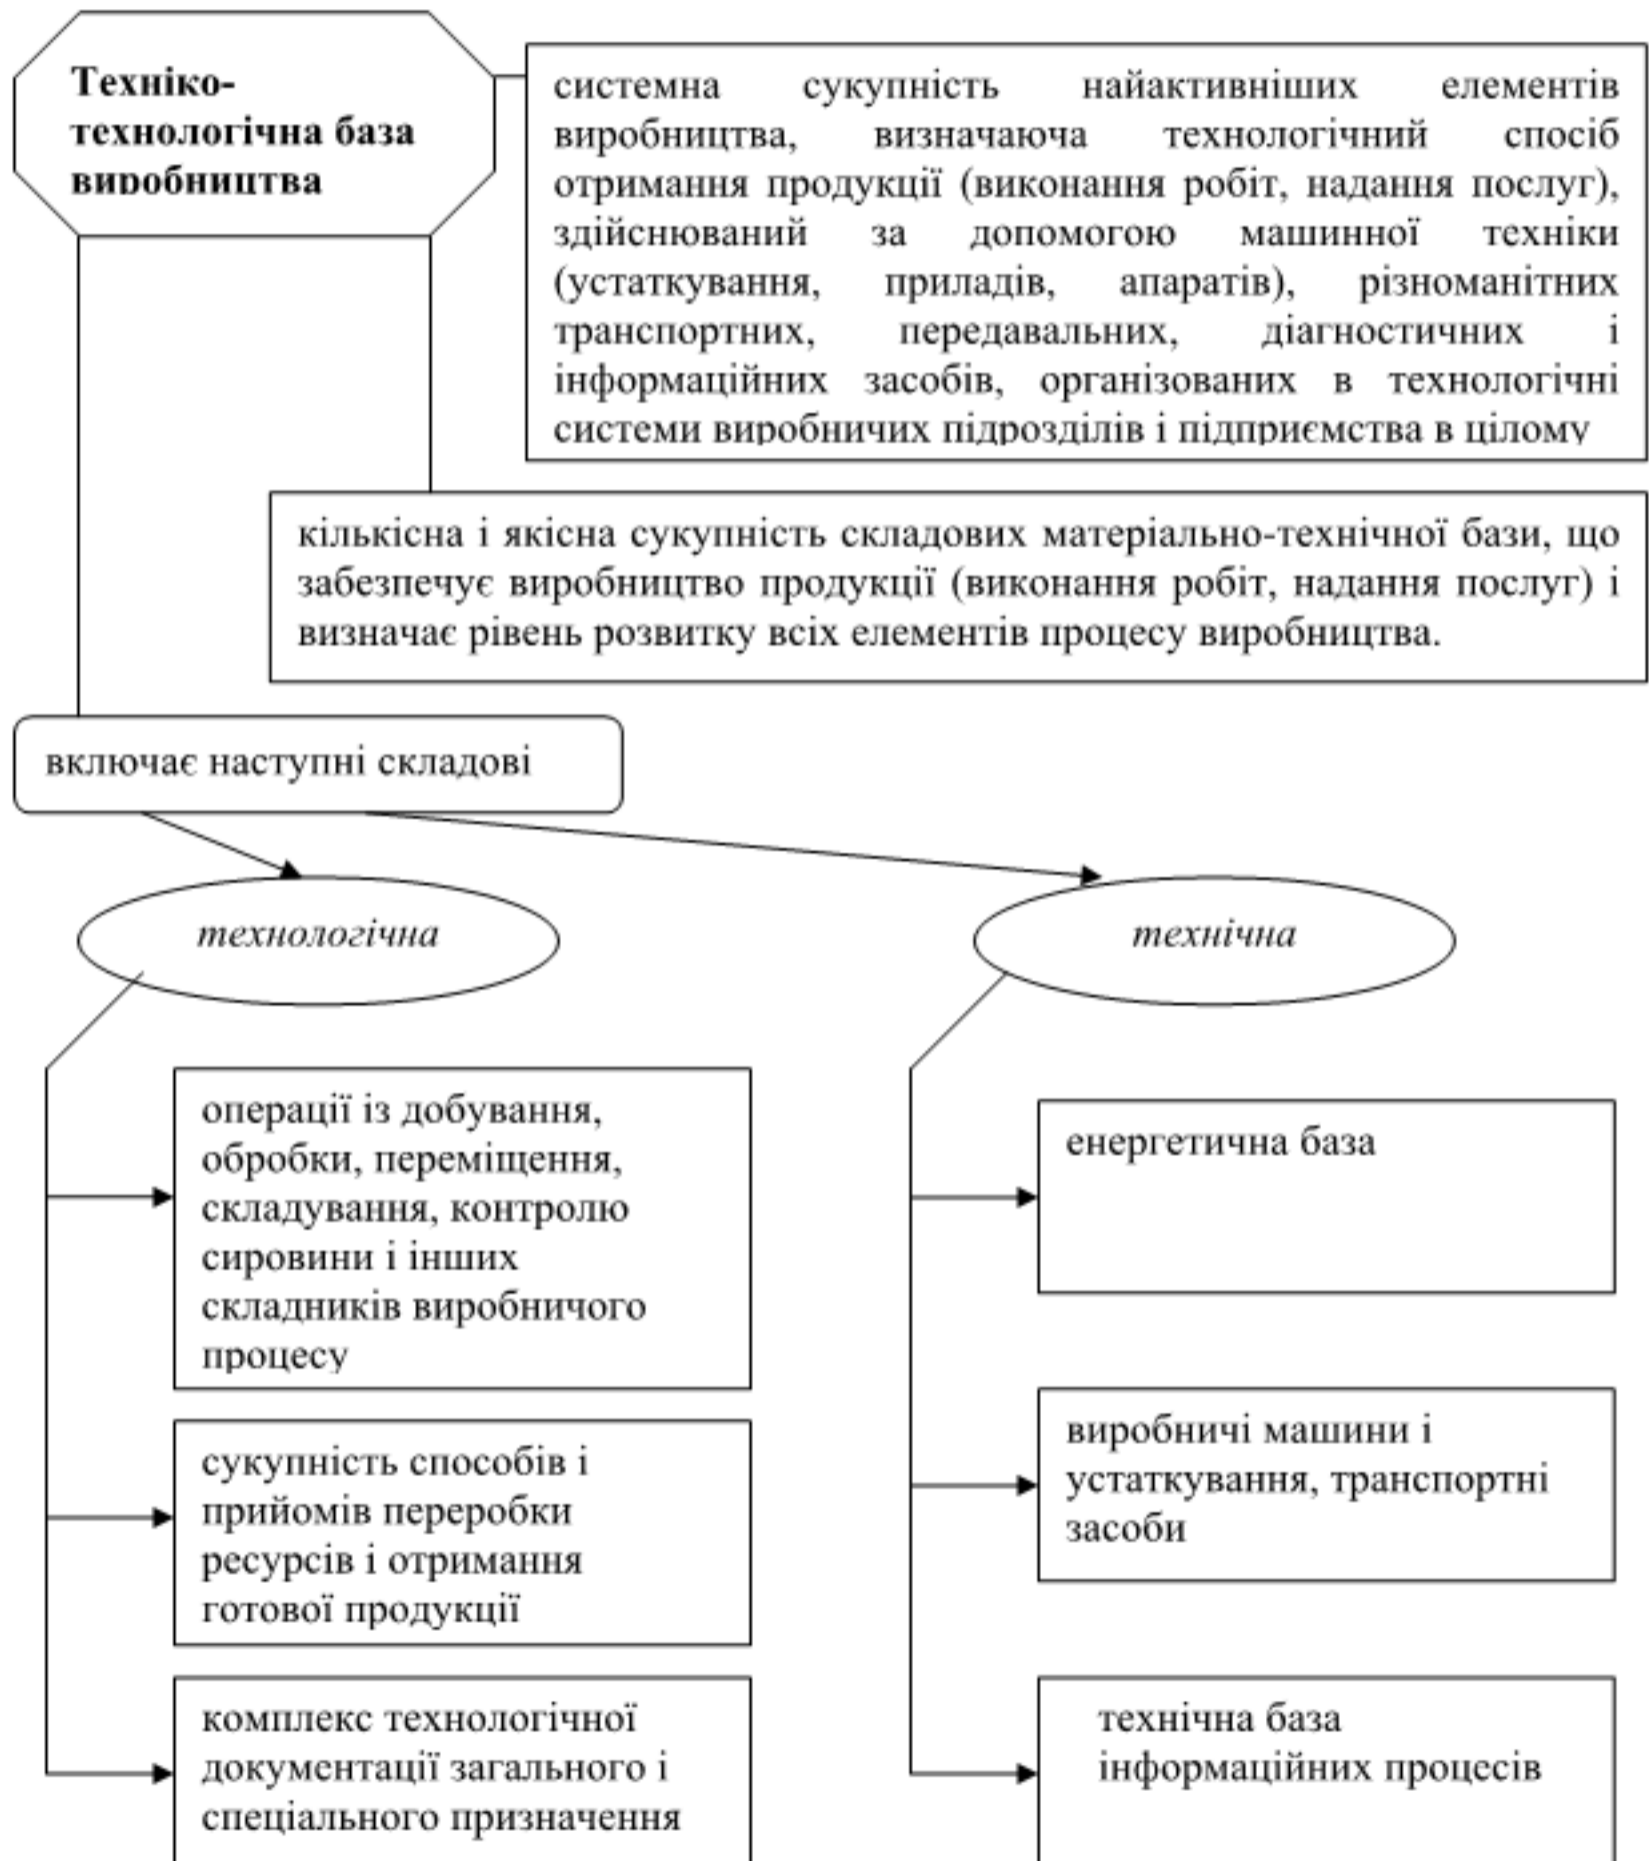 Техніко-
технологічна база
виробництва
системна сукупність найактивніших елементів
виробництва, визначаюча технологічний спосіб
отримання продукції (виконання робіт, надання послуг),
здійснюваний за допомогою машинної техніки
(устаткування, приладів, апаратів), різноманітних
транспортних, передавальних, діагностичних і
інформаційних засобів, організованих в технологічні
системи виробничих підрозділів і підприємства в цілому
кількісна і якісна сукупність складових матеріально-технічної бази, що
забезпечує виробництво продукції (виконання робіт, надання послуг) і
визначає рівень розвитку всіх елементів процесу виробництва.
включає наступні складові
технологічна
технічна
операції із добування,
обробки, переміщення,
складування, контролю
сировини і інших
складників виробничого
процесу
сукупність способів і
прийомів переробки
ресурсів і отримання
готової продукції
комплекс технологічної
документації загального і
спеціального призначення
енергетична база
виробничі машини і
устаткування, транспортні
засоби
технічна база
інформаційних процесів